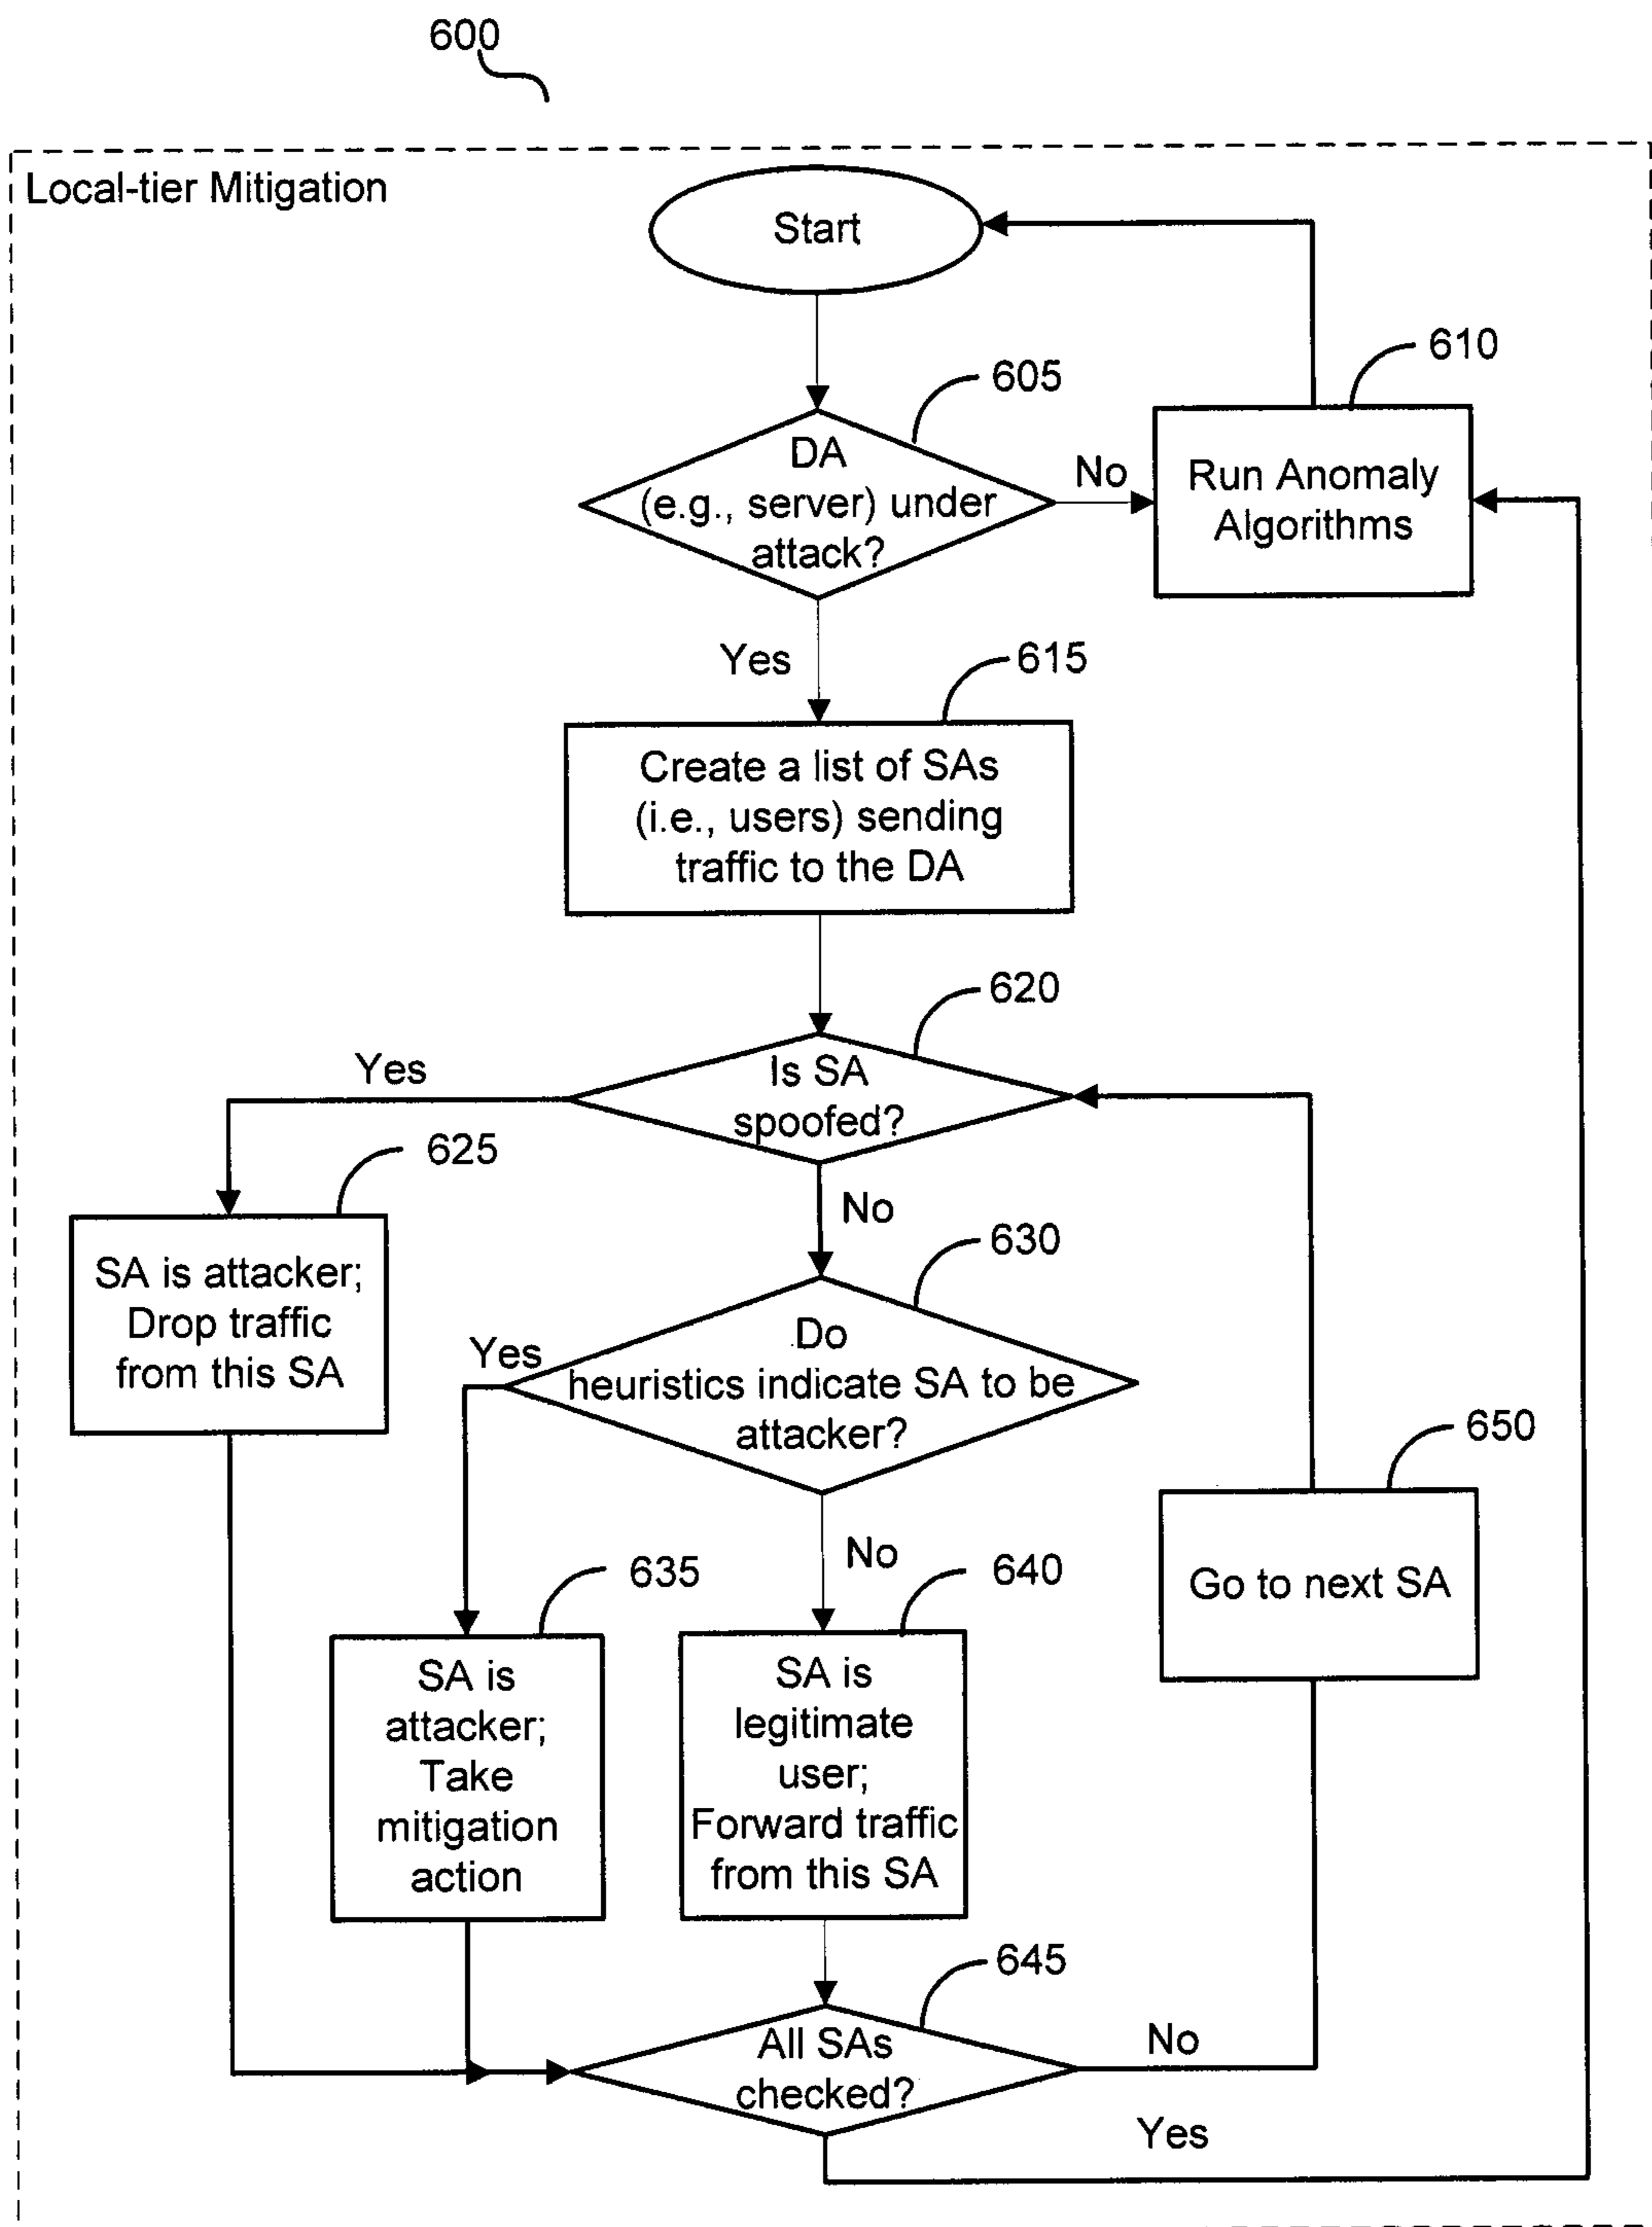 600
Local-tier Mitigation
Start
610
605
DA
(e.g., server) under
attack?
No
Run Anomaly
Algorithms
Yes
615
Create a list of SAs
(i.e., users) sending
traffic to the DA
620
Yes
Is SA
spoofed?
625
No
SA is attacker;
Drop traffic
from this SA
630
Do
heuristics indicate SA to be
attacker?
Yes
650
No
Go to next SA
635
640
SA is
attacker;
Take
mitigation
action
SA is
legitimate
user;
Forward traffic
from this SA
645
All SAs
checked?
No
Yes